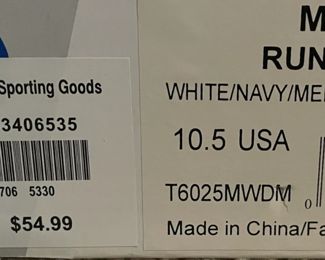 Sporting Goods
3406535
706 5330
$54.99
M
RUN
WHITE/NAVY/ME
10.5 USA
T6025MWDM
0
Made in China/Fa